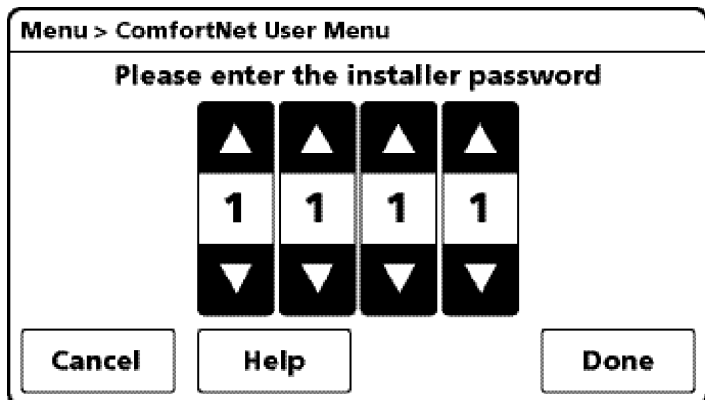 Menu > ComfortNet User Menu
Please enter the installer password
1 1 1 1
Cancel Help Done